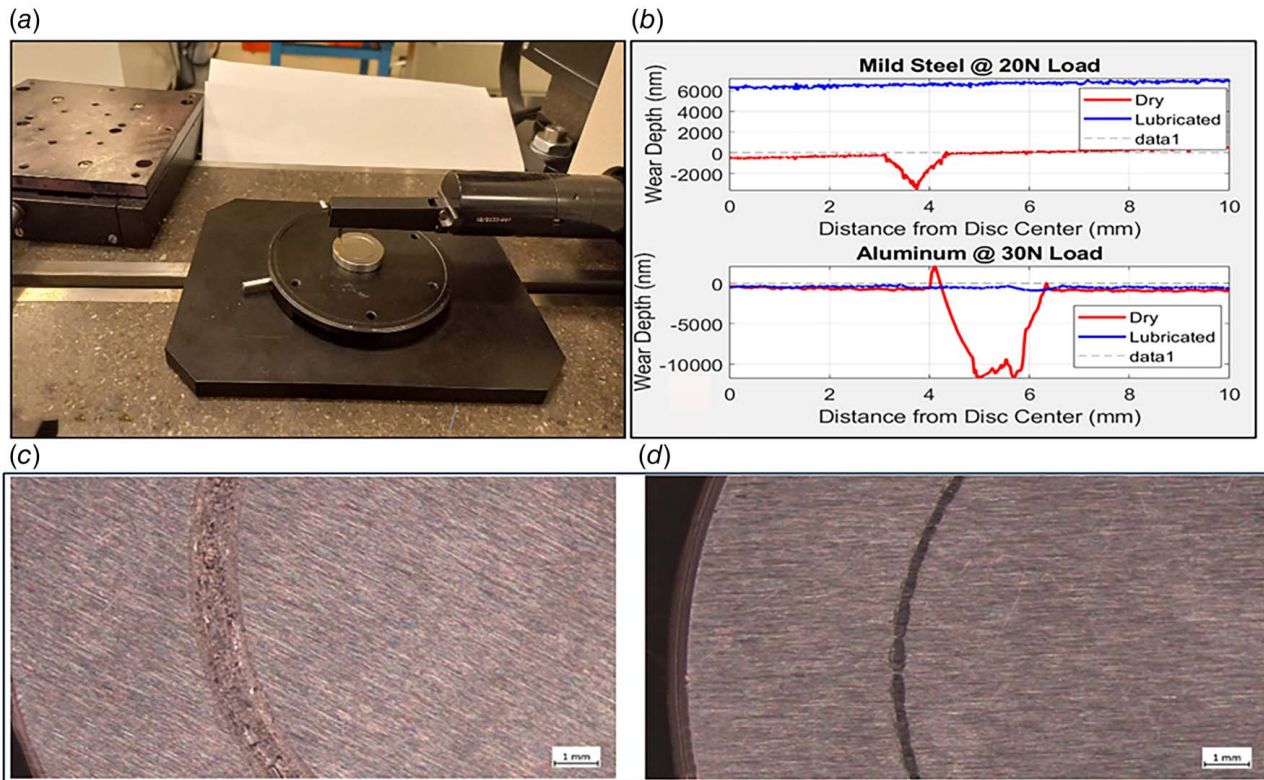 (a)
(b)
Mild Steel @ 20N Load
Wear Depth (nm)
6000
4000
2000
0
-2000
Dry
Lubricated
data1
0 2 4 6 8 10
Distance from Disc Center (mm)
Aluminum @ 30N Load
Wear Depth (nm)
0
-5000
-10000
Dry
Lubricated
data1
0 2 4 6 8 10
Distance from Disc Center (mm)
(c)
(d)
1 mm
1 mm